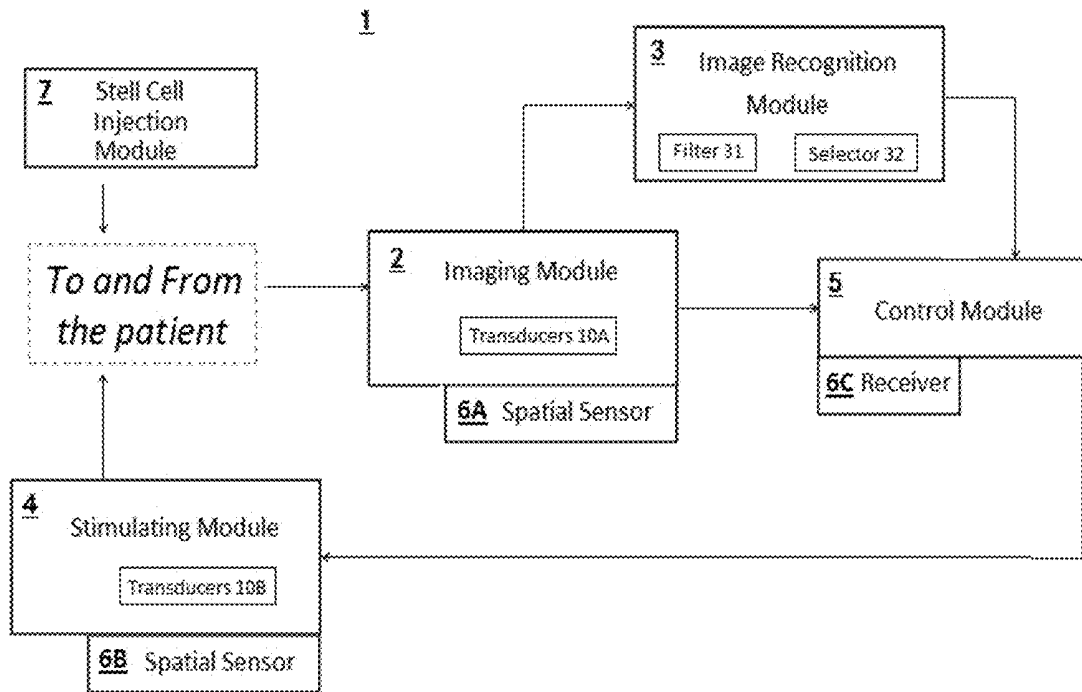 1
3 Image Recognition
Module
Filter 31 Selector 32
7 Stell Cell
Injection
Module
To and From
the patient
2 Imaging Module
Transducers 10A
6A Spatial Sensor
5
Control Module
6C Receiver
4
Stimulating Module
Transducers 10B
6B Spatial Sensor